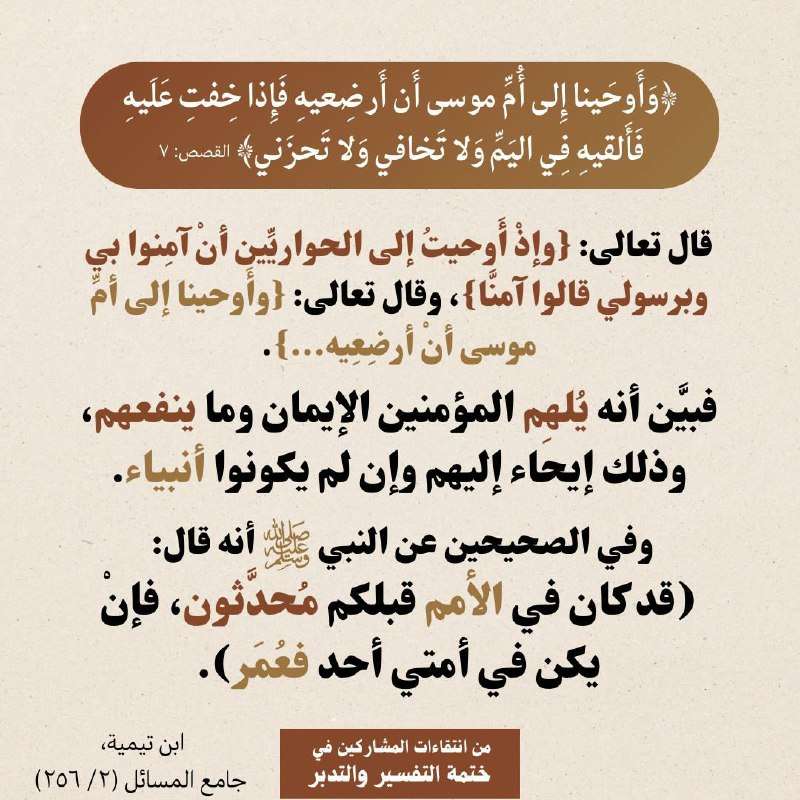 ﴿وَأَوحَينا إِلى أُمِّ موسى أَن أَرضِعيهِ فَإِذا خِفتِ عَلَيهِ
فَأَلقيهِ فِي اليَمِّ وَلا تَخافي وَلا تَحزَني﴾ القصص: ٧
قال تعالى: {وإذْ أَوحيتُ إلى الحواريِّين أنْ آمِنوا بي
وبرسولي قالوا آمنَّا}، وقال تعالى: {وأَوحينا إلى أمِّ
موسى أنْ أرضِعِيه...}.
فبيَّن أنه يُلهِم المؤمنين الإيمان وما ينفعهم،
وذلك إيحاء إليهم وإن لم يكونوا أنبياء.
وفي الصحيحين عن النبي ﷺ أنه قال:
(قد كان في الأمم قبلكم مُحدَّثون، فإنْ
يكن في أمتي أحد فعُمَر).
من انتقاءات المشاركين في
ختمة التفسير والتدبر
ابن تيمية،
جامع المسائل (٢/ ٢٥٦)